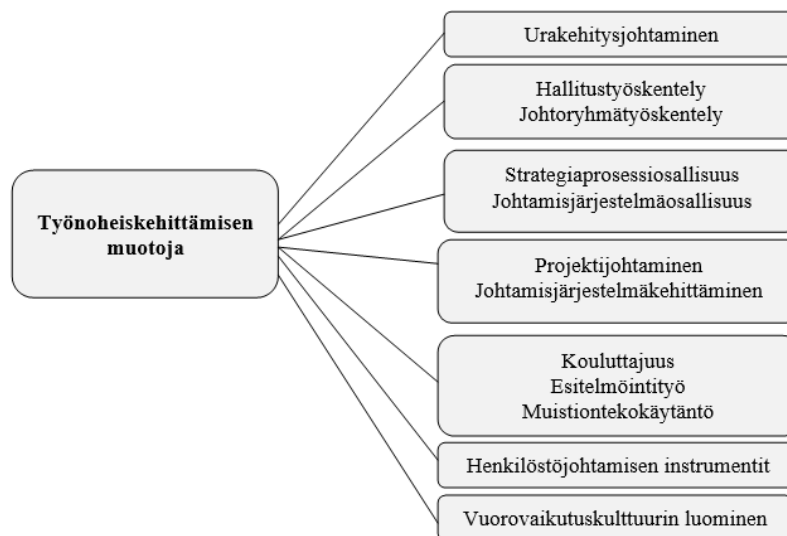 Työnoheiskehittämisen
muotoja
Urakehitysjohtaminen
Hallitustyöskentely
Johtoryhmätyöskentely
Strategiaprosessiosallisuus
Johtamisjärjestelmäosallisuus
Projektijohtaminen
Johtamisjärjestelmäkehittäminen
Kouluttajuus
Esitelmöintityö
Muistiontekokäytäntö
Henkilöstöjohtamisen instrumentit
Vuorovaikutuskulttuurin luominen